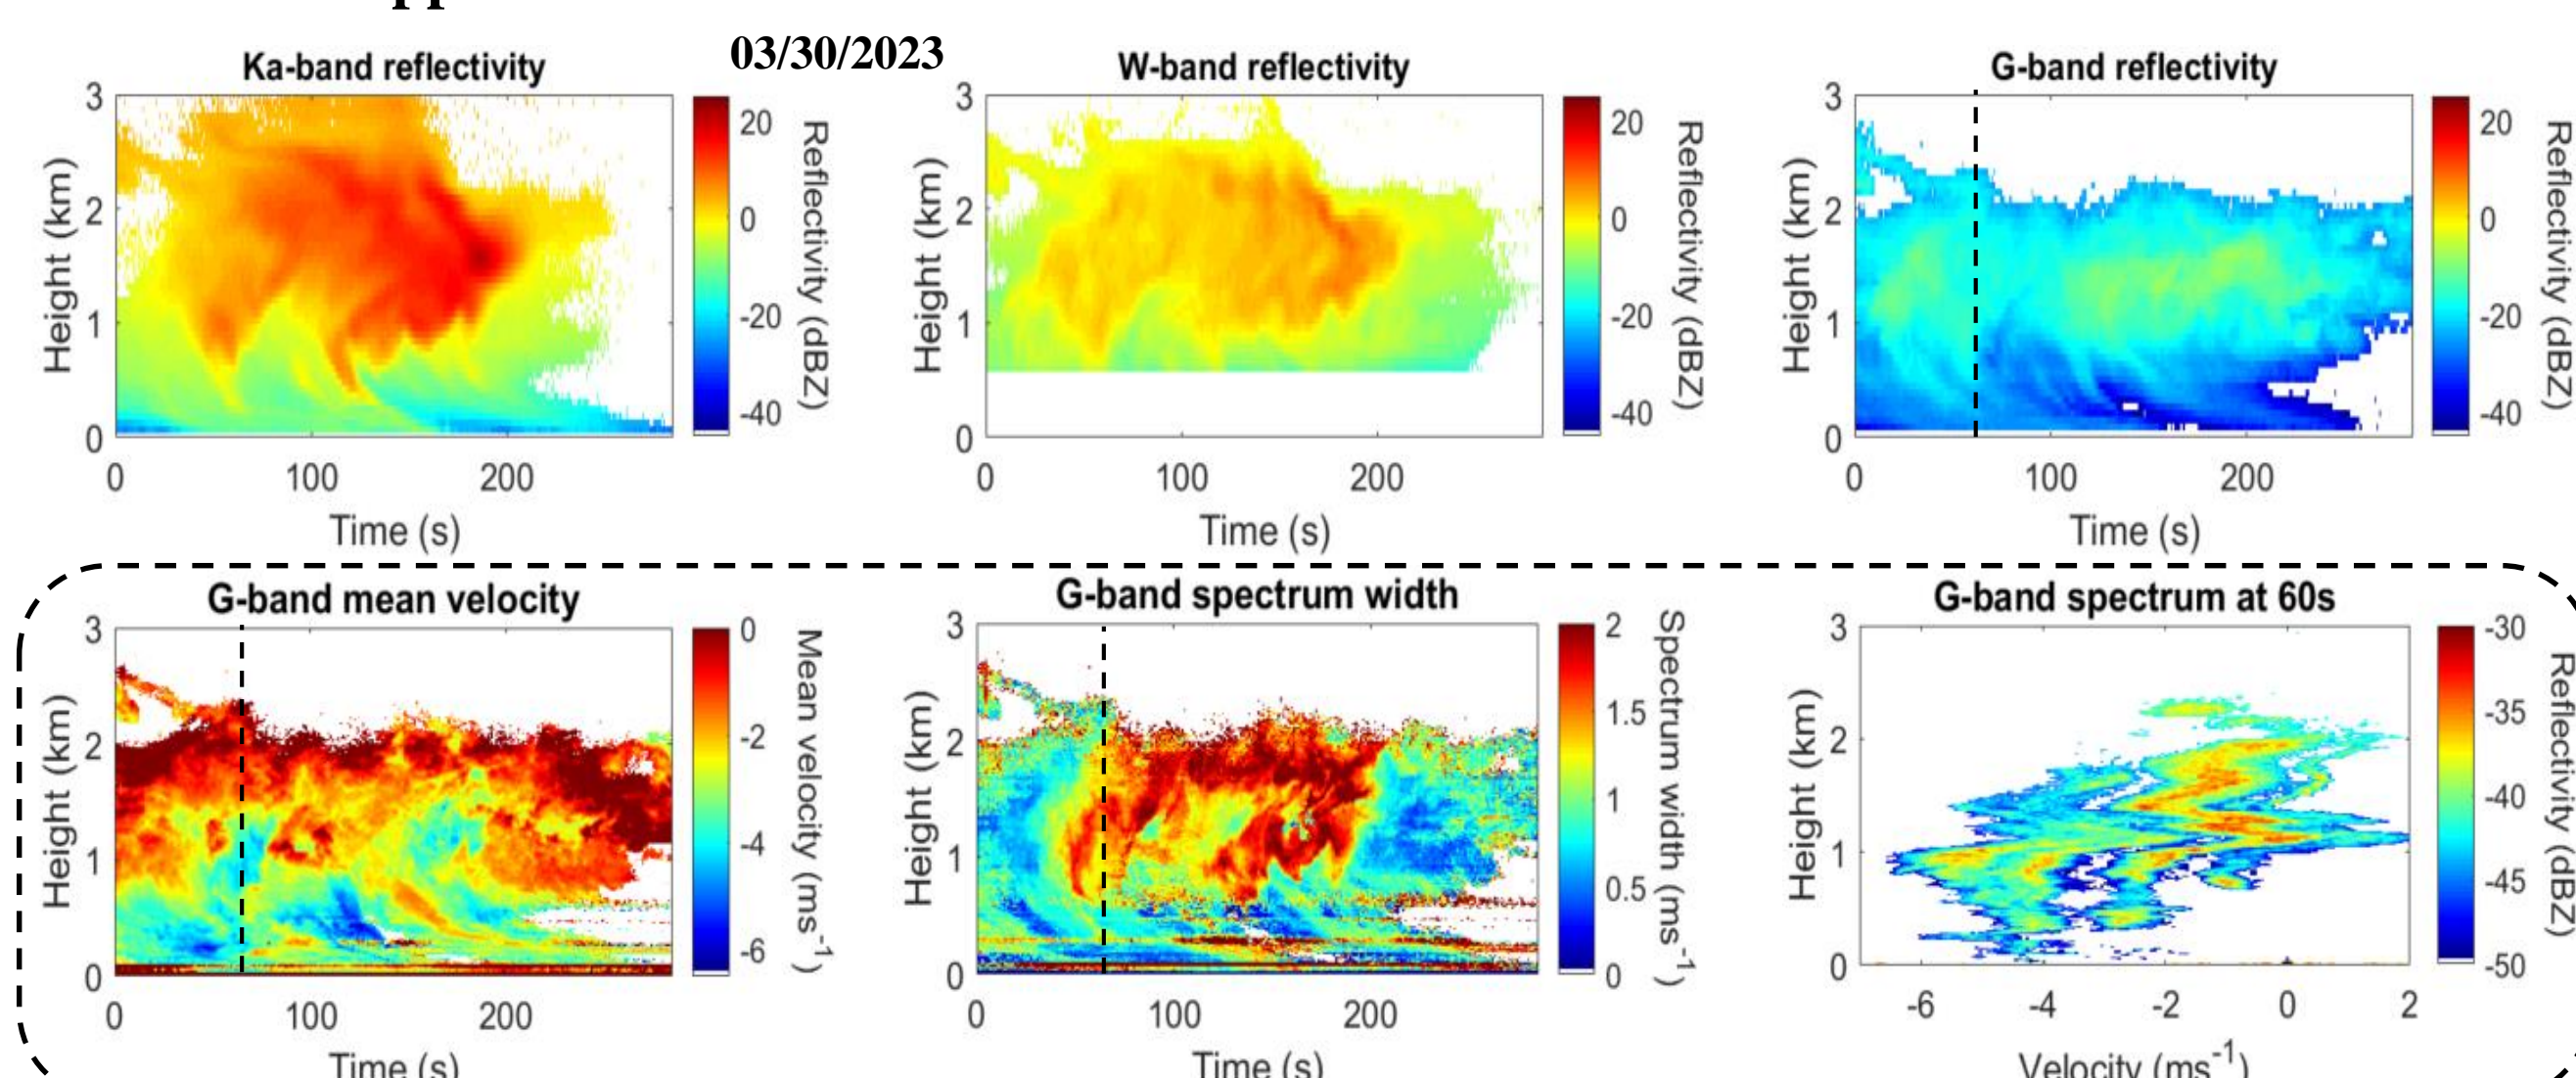 03/30/2023
Ka-band reflectivity
3
2
1
0
Height (km)
0
100
200
Time (s)
20
0
-20
-40
Reflectivity (dBZ)
W-band reflectivity
3
2
1
0
Height (km)
0
100
200
Time (s)
20
0
-20
-40
Reflectivity (dBZ)
G-band reflectivity
3
2
1
0
Height (km)
0
100
200
Time (s)
20
0
-20
-40
Reflectivity (dBZ)
G-band mean velocity
3
2
1
0
Height (km)
0
100
200
Time (s)
0
-2
-4
-6
Mean velocity (ms⁻¹)
G-band spectrum width
3
2
1
0
Height (km)
0
100
200
Time (s)
2
1.5
1
0.5
0
Spectrum width (ms⁻¹)
G-band spectrum at 60s
3
2
1
0
Height (km)
-6
-4
-2
0
2
Velocity (ms⁻¹)
-30
-35
-40
-45
-50
Reflectivity (dBZ)